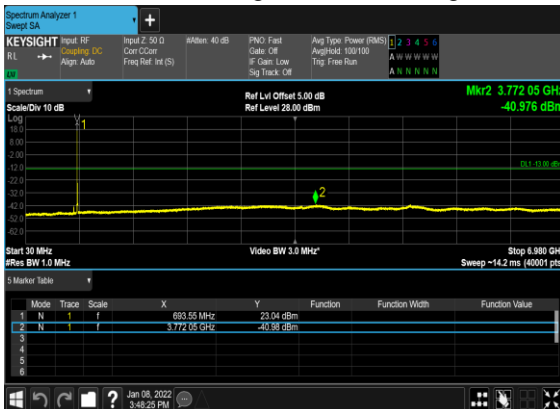 Spectrum Analyzer 1
Swept SA
+
KEYSIGHT Input: RF Input Z: 50 Ω #Atten: 40 dB PNO: Fast Avg Type: Power (RMS) 1 2 3 4 5 6
RL Coupling: DC Corr CCorr Gate: Off Avg|Hold: 100/100 A W W W W W
Align: Auto Freq Ref: Int (S) IF Gain: Low Trig: Free Run
Sig Track: Off A N N N N N
1 Spectrum Ref Lvl Offset 5.00 dB Mkr2 3.772 05 GHz
Scale/Div 10 dB Ref Level 28.00 dBm -40.976 dBm
Log
18.0
8.00
-2.00
-12.0
-22.0
-32.0
-42.0
-52.0
-62.0
1
DL1 -13.00 dBm
2
Start 30 MHz Video BW 3.0 MHz* Stop 6.980 GHz
#Res BW 1.0 MHz Sweep ~14.2 ms (40001 pts)
5 Marker Table
Mode Trace Scale X Y Function Function Width Function Value
1 N 1 f 693.55 MHz 23.04 dBm
2 N 1 f 3.772 05 GHz -40.98 dBm
3
4
5
6
? Jan 08, 2022
3:48:25 PM